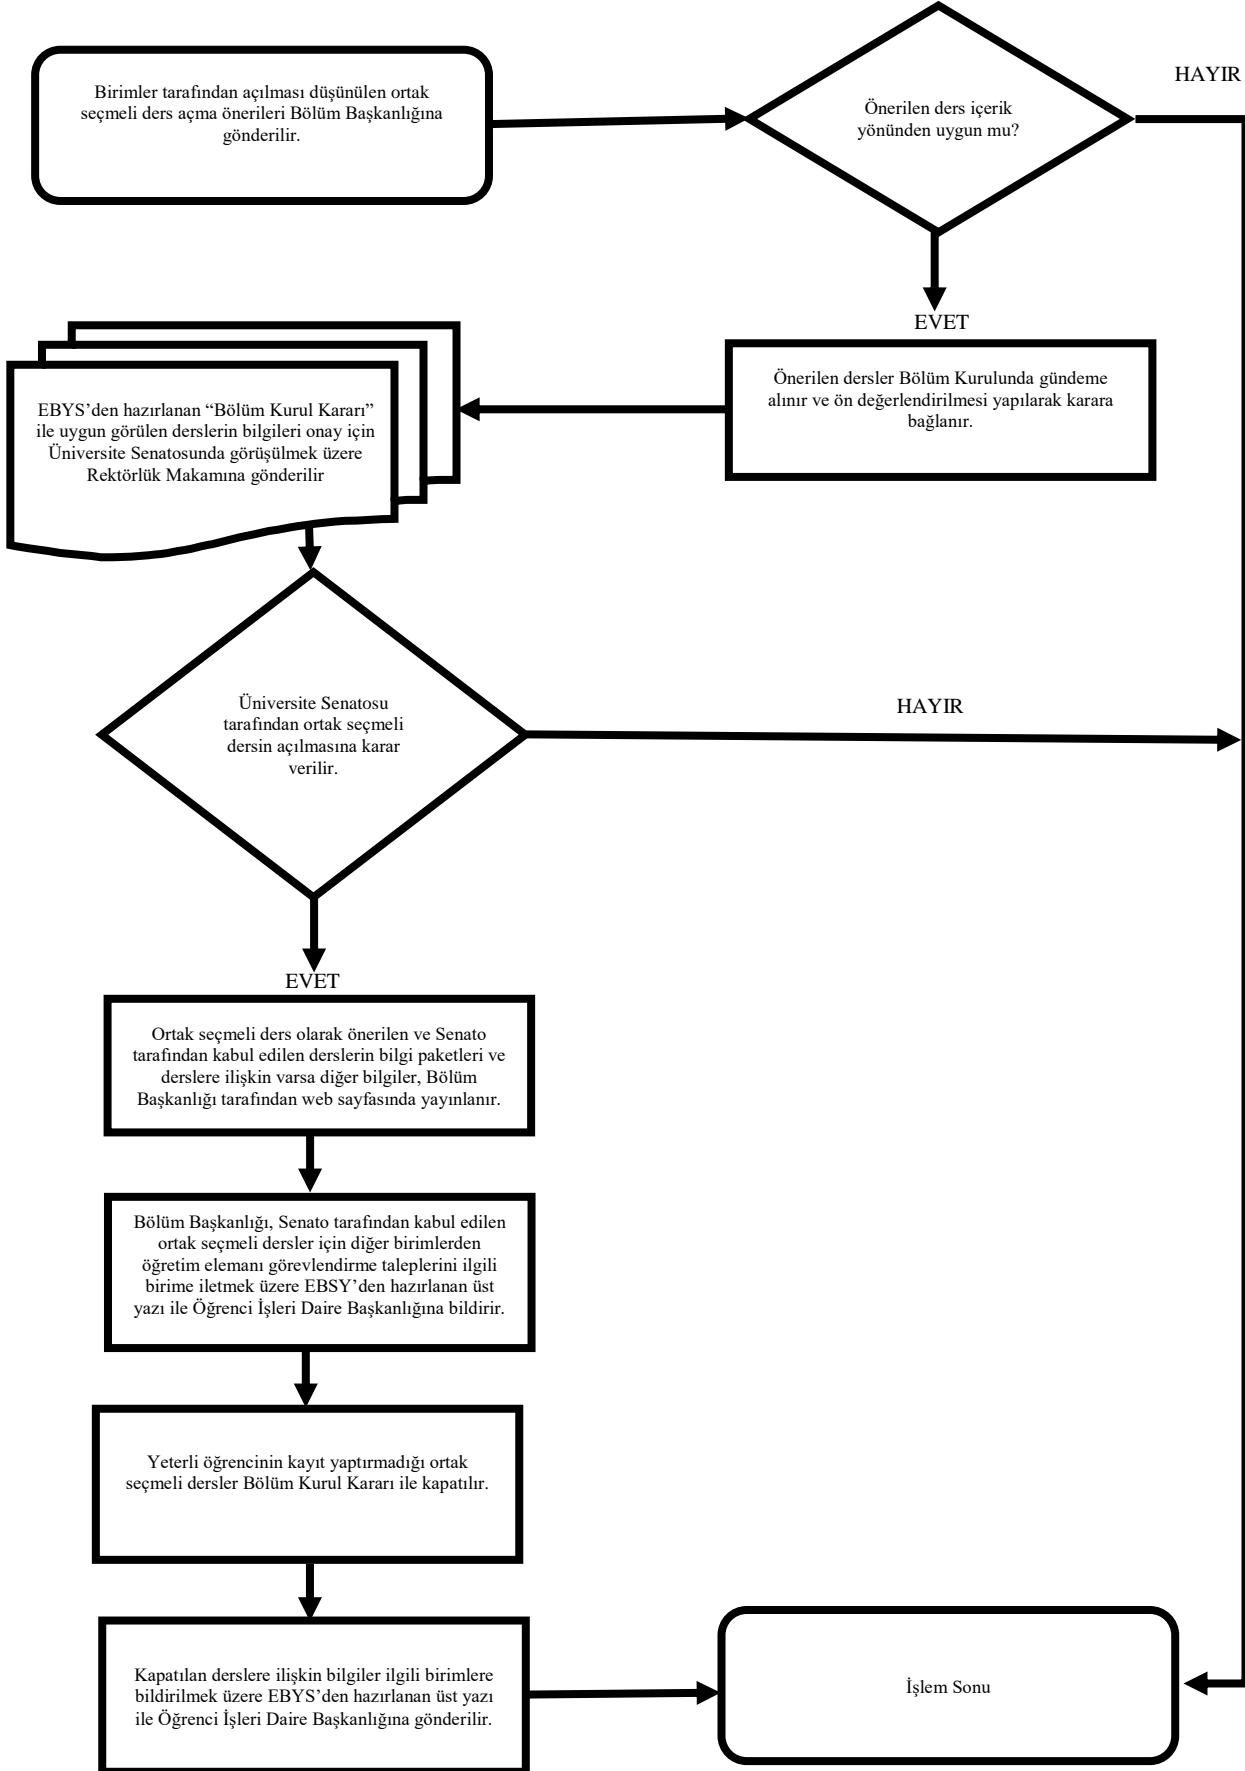 Birimler tarafından açılması düşünülen ortak
seçmeli ders açma önerileri Bölüm Başkanlığına
gönderilir.
Önerilen ders içerik
yönünden uygun mu?
HAYIR
EVET
Önerilen dersler Bölüm Kurulunda gündeme
alınır ve ön değerlendirilmesi yapılarak karara
bağlanır.
EBYS’den hazırlanan “Bölüm Kurul Kararı”
ile uygun görülen derslerin bilgileri onay için
Üniversite Senatosunda görüşülmek üzere
Rektörlük Makamına gönderilir
Üniversite Senatosu
tarafından ortak seçmeli
dersin açılmasına karar
verilir.
HAYIR
EVET
Ortak seçmeli ders olarak önerilen ve Senato
tarafından kabul edilen derslerin bilgi paketleri ve
derslere ilişkin varsa diğer bilgiler, Bölüm
Başkanlığı tarafından web sayfasında yayınlanır.
Bölüm Başkanlığı, Senato tarafından kabul edilen
ortak seçmeli dersler için diğer birimlerden
öğretim elemanı görevlendirme taleplerini ilgili
birime iletmek üzere EBSY’den hazırlanan üst
yazı ile Öğrenci İşleri Daire Başkanlığına bildirir.
Yeterli öğrencinin kayıt yaptırmadığı ortak
seçmeli dersler Bölüm Kurul Kararı ile kapatılır.
Kapatılan derslere ilişkin bilgiler ilgili birimlere
bildirilmek üzere EBYS’den hazırlanan üst yazı
ile Öğrenci İşleri Daire Başkanlığına gönderilir.
İşlem Sonu